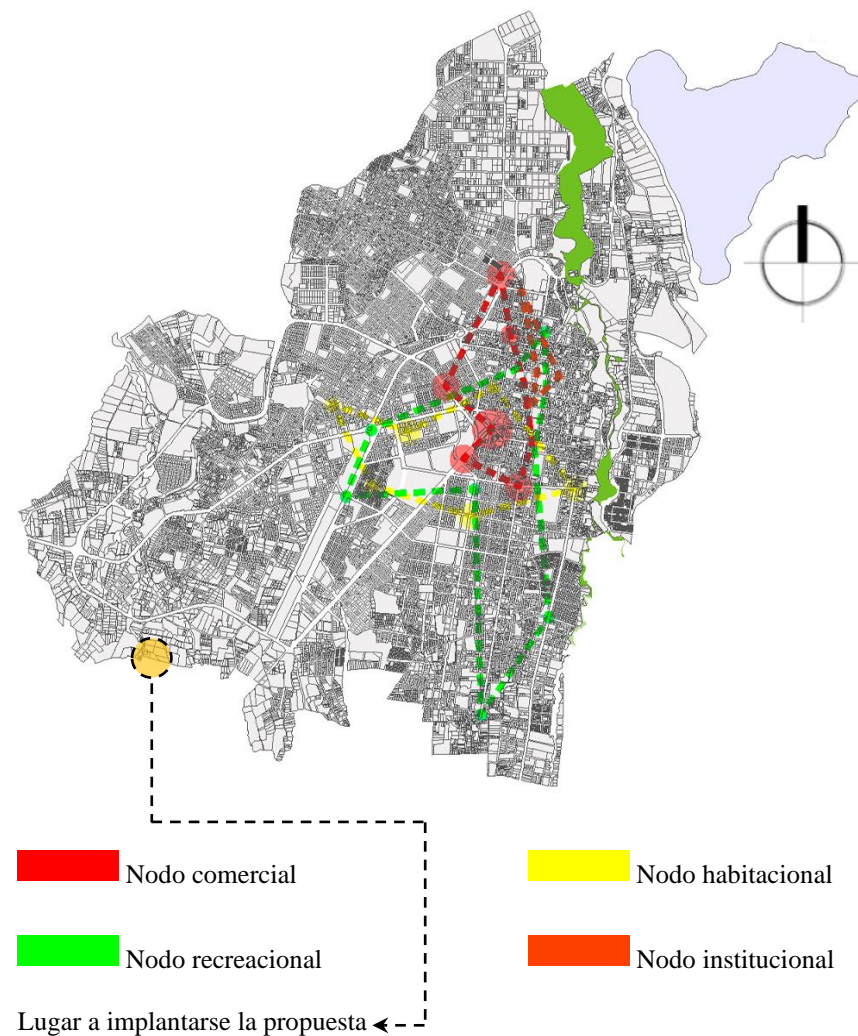 Nodo comercial
Nodo habitacional
Nodo recreacional
Nodo institucional
Lugar a implantarse la propuesta